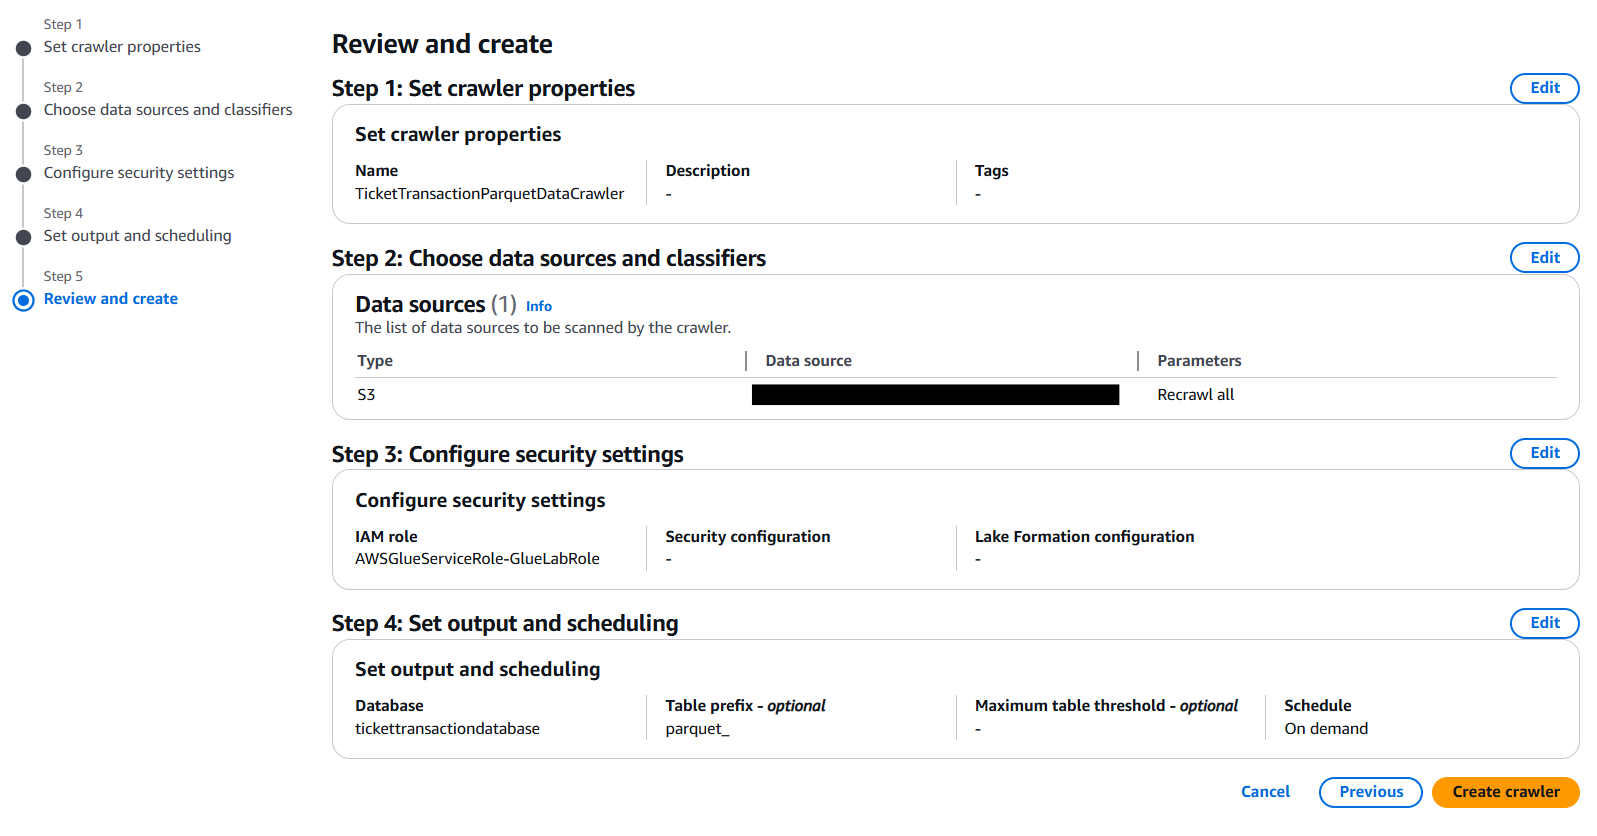 Step 1
Set crawler properties
Step 2
Choose data sources and classifiers
Step 3
Configure security settings
Step 4
Set output and scheduling
Step 5
Review and create
Review and create
Step 1: Set crawler properties
Edit
Set crawler properties
Name
TicketTransactionParquetDataCrawler
Description
-
Tags
-
Step 2: Choose data sources and classifiers
Edit
Data sources (1) Info
The list of data sources to be scanned by the crawler.
Type
Data source
Parameters
S3
Recrawl all
Step 3: Configure security settings
Edit
Configure security settings
IAM role
AWSGlueServiceRole-GlueLabRole
Security configuration
-
Lake Formation configuration
-
Step 4: Set output and scheduling
Edit
Set output and scheduling
Database
tickettransactiondatabase
Table prefix - optional
parquet_
Maximum table threshold - optional
-
Schedule
On demand
Cancel
Previous
Create crawler